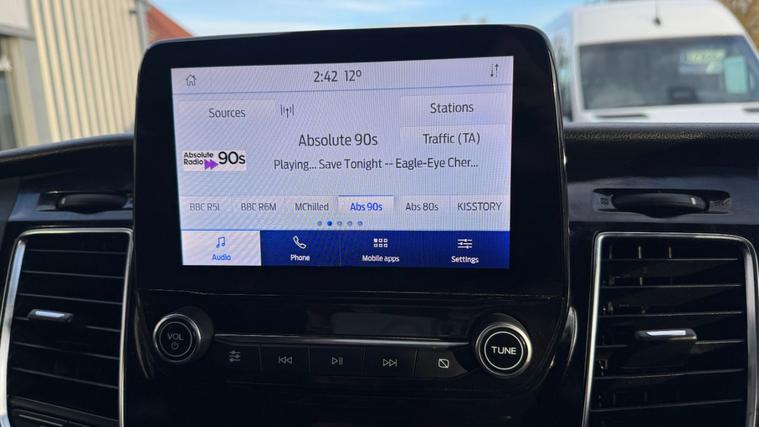 2:42 12°
Sources
Stations
Absolute 90s
Traffic (TA)
Absolute
Radio 90s
Playing... Save Tonight -- Eagle-Eye Cher...
BBC R5L BBC R6M MChilled Abs 90s Abs 80s KISSTORY
Audio Phone Mobile apps Settings
VOL
TUNE